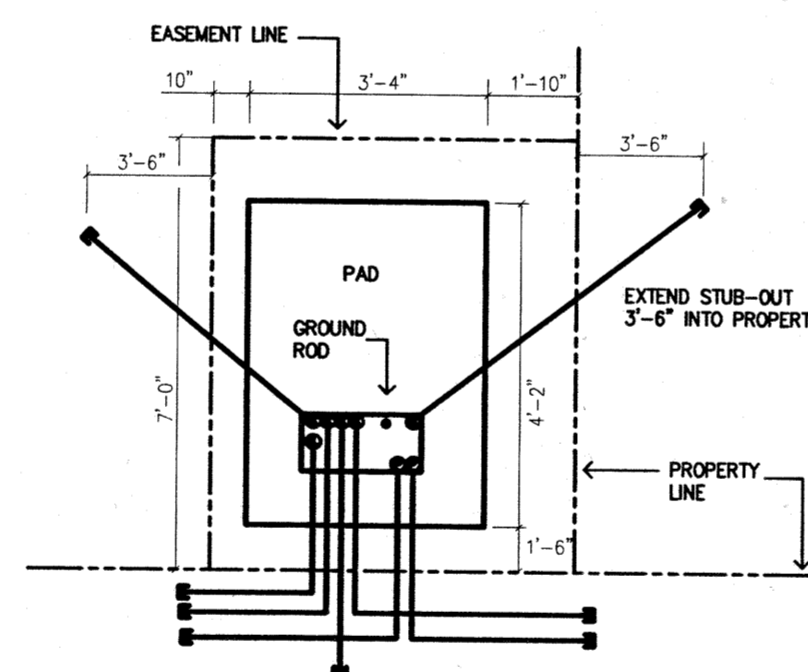 EASEMENT LINE
10"
3'-4"
1'-10"
3'-6"
3'-6"
PAD
EXTEND STUB-OUT
3'-6" INTO PROPERT
GROUND
ROD
7'-0"
4'-2"
PROPERTY
LINE
1'-6"